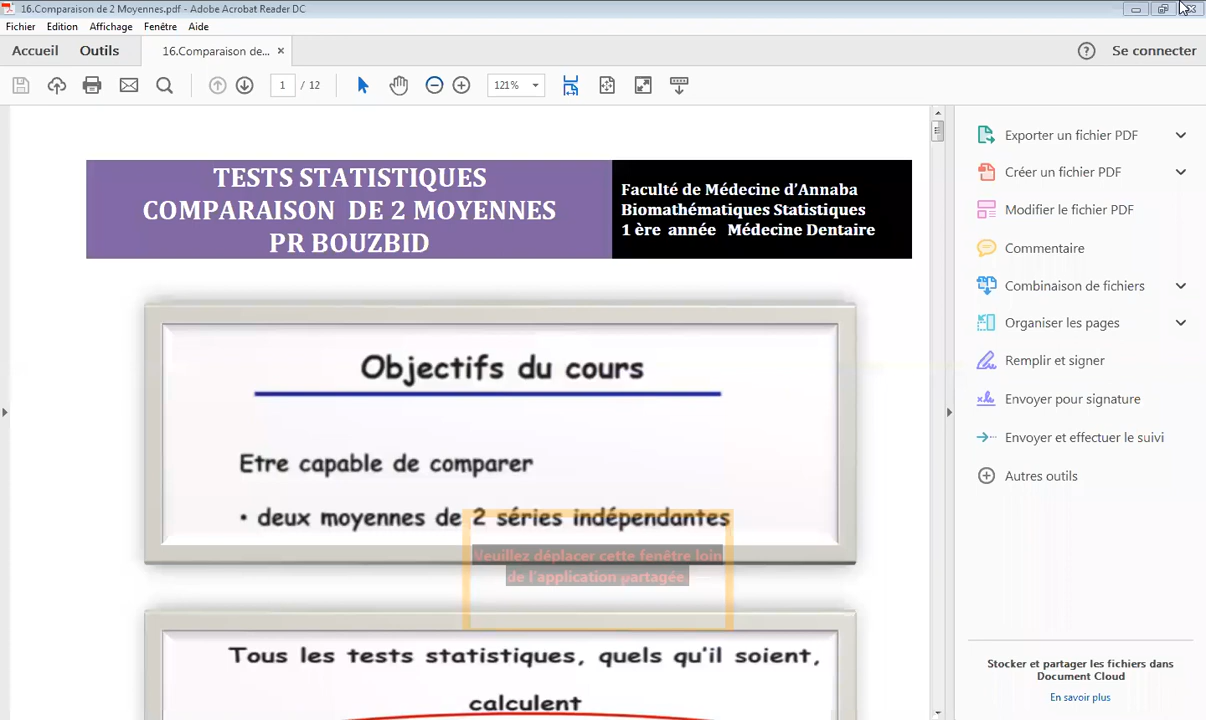 16.Comparaison de 2 Moyennes.pdf - Adobe Acrobat Reader DC
Fichier Edition Affichage Fenêtre Aide
Accueil Outils 16.Comparaison de... × ? Se connecter
1 / 12 121%
TESTS STATISTIQUES
COMPARAISON DE 2 MOYENNES
PR BOUZBID
Faculté de Médecine d'Annaba
Biomathématiques Statistiques
1 ère année Médecine Dentaire
Objectifs du cours
Etre capable de comparer
• deux moyennes de 2 séries indépendantes
Veuillez déplacer cette fenêtre loin
de l'application partagée.
Tous les tests statistiques, quels qu'il soient,
calculent
Exporter un fichier PDF
Créer un fichier PDF
Modifier le fichier PDF
Commentaire
Combinaison de fichiers
Organiser les pages
Remplir et signer
Envoyer pour signature
Envoyer et effectuer le suivi
Autres outils
Stocker et partager les fichiers dans
Document Cloud
En savoir plus